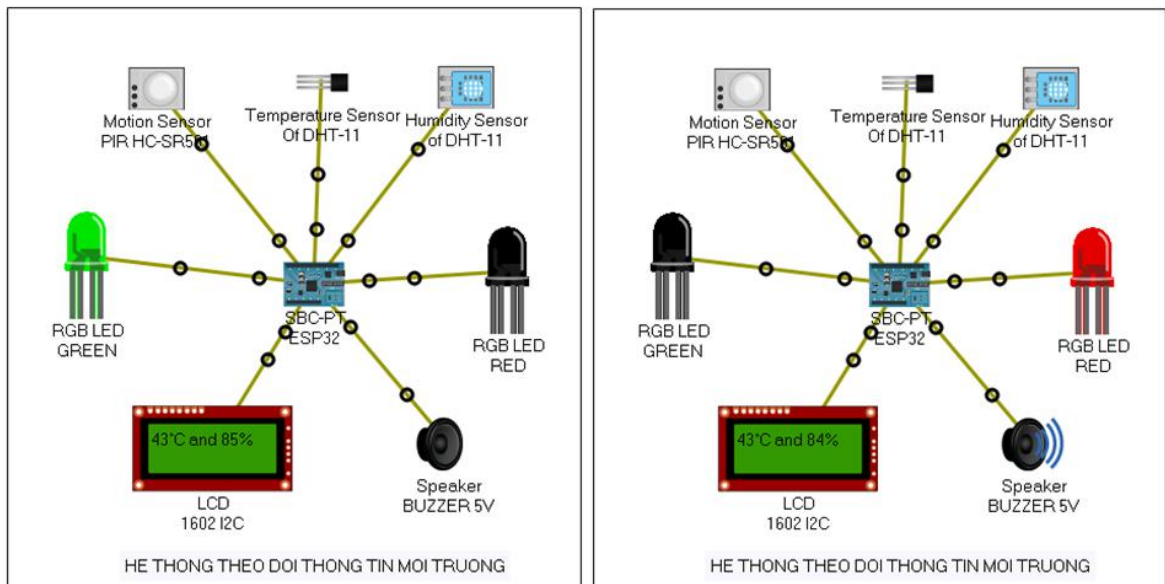 Motion Sensor
PIR HC-SR501
Temperature Sensor
Of DHT-11
Humidity Sensor
of DHT-11
RGB LED
GREEN
SBC-PT
ESP32
RGB LED
RED
43°C and 85%
LCD
1602 I2C
Speaker
BUZZER 5V
HE THONG THEO DOI THONG TIN MOI TRUONG
Motion Sensor
PIR HC-SR501
Temperature Sensor
Of DHT-11
Humidity Sensor
of DHT-11
RGB LED
GREEN
SBC-PT
ESP32
RGB LED
RED
43°C and 84%
LCD
1602 I2C
Speaker
BUZZER 5V
HE THONG THEO DOI THONG TIN MOI TRUONG